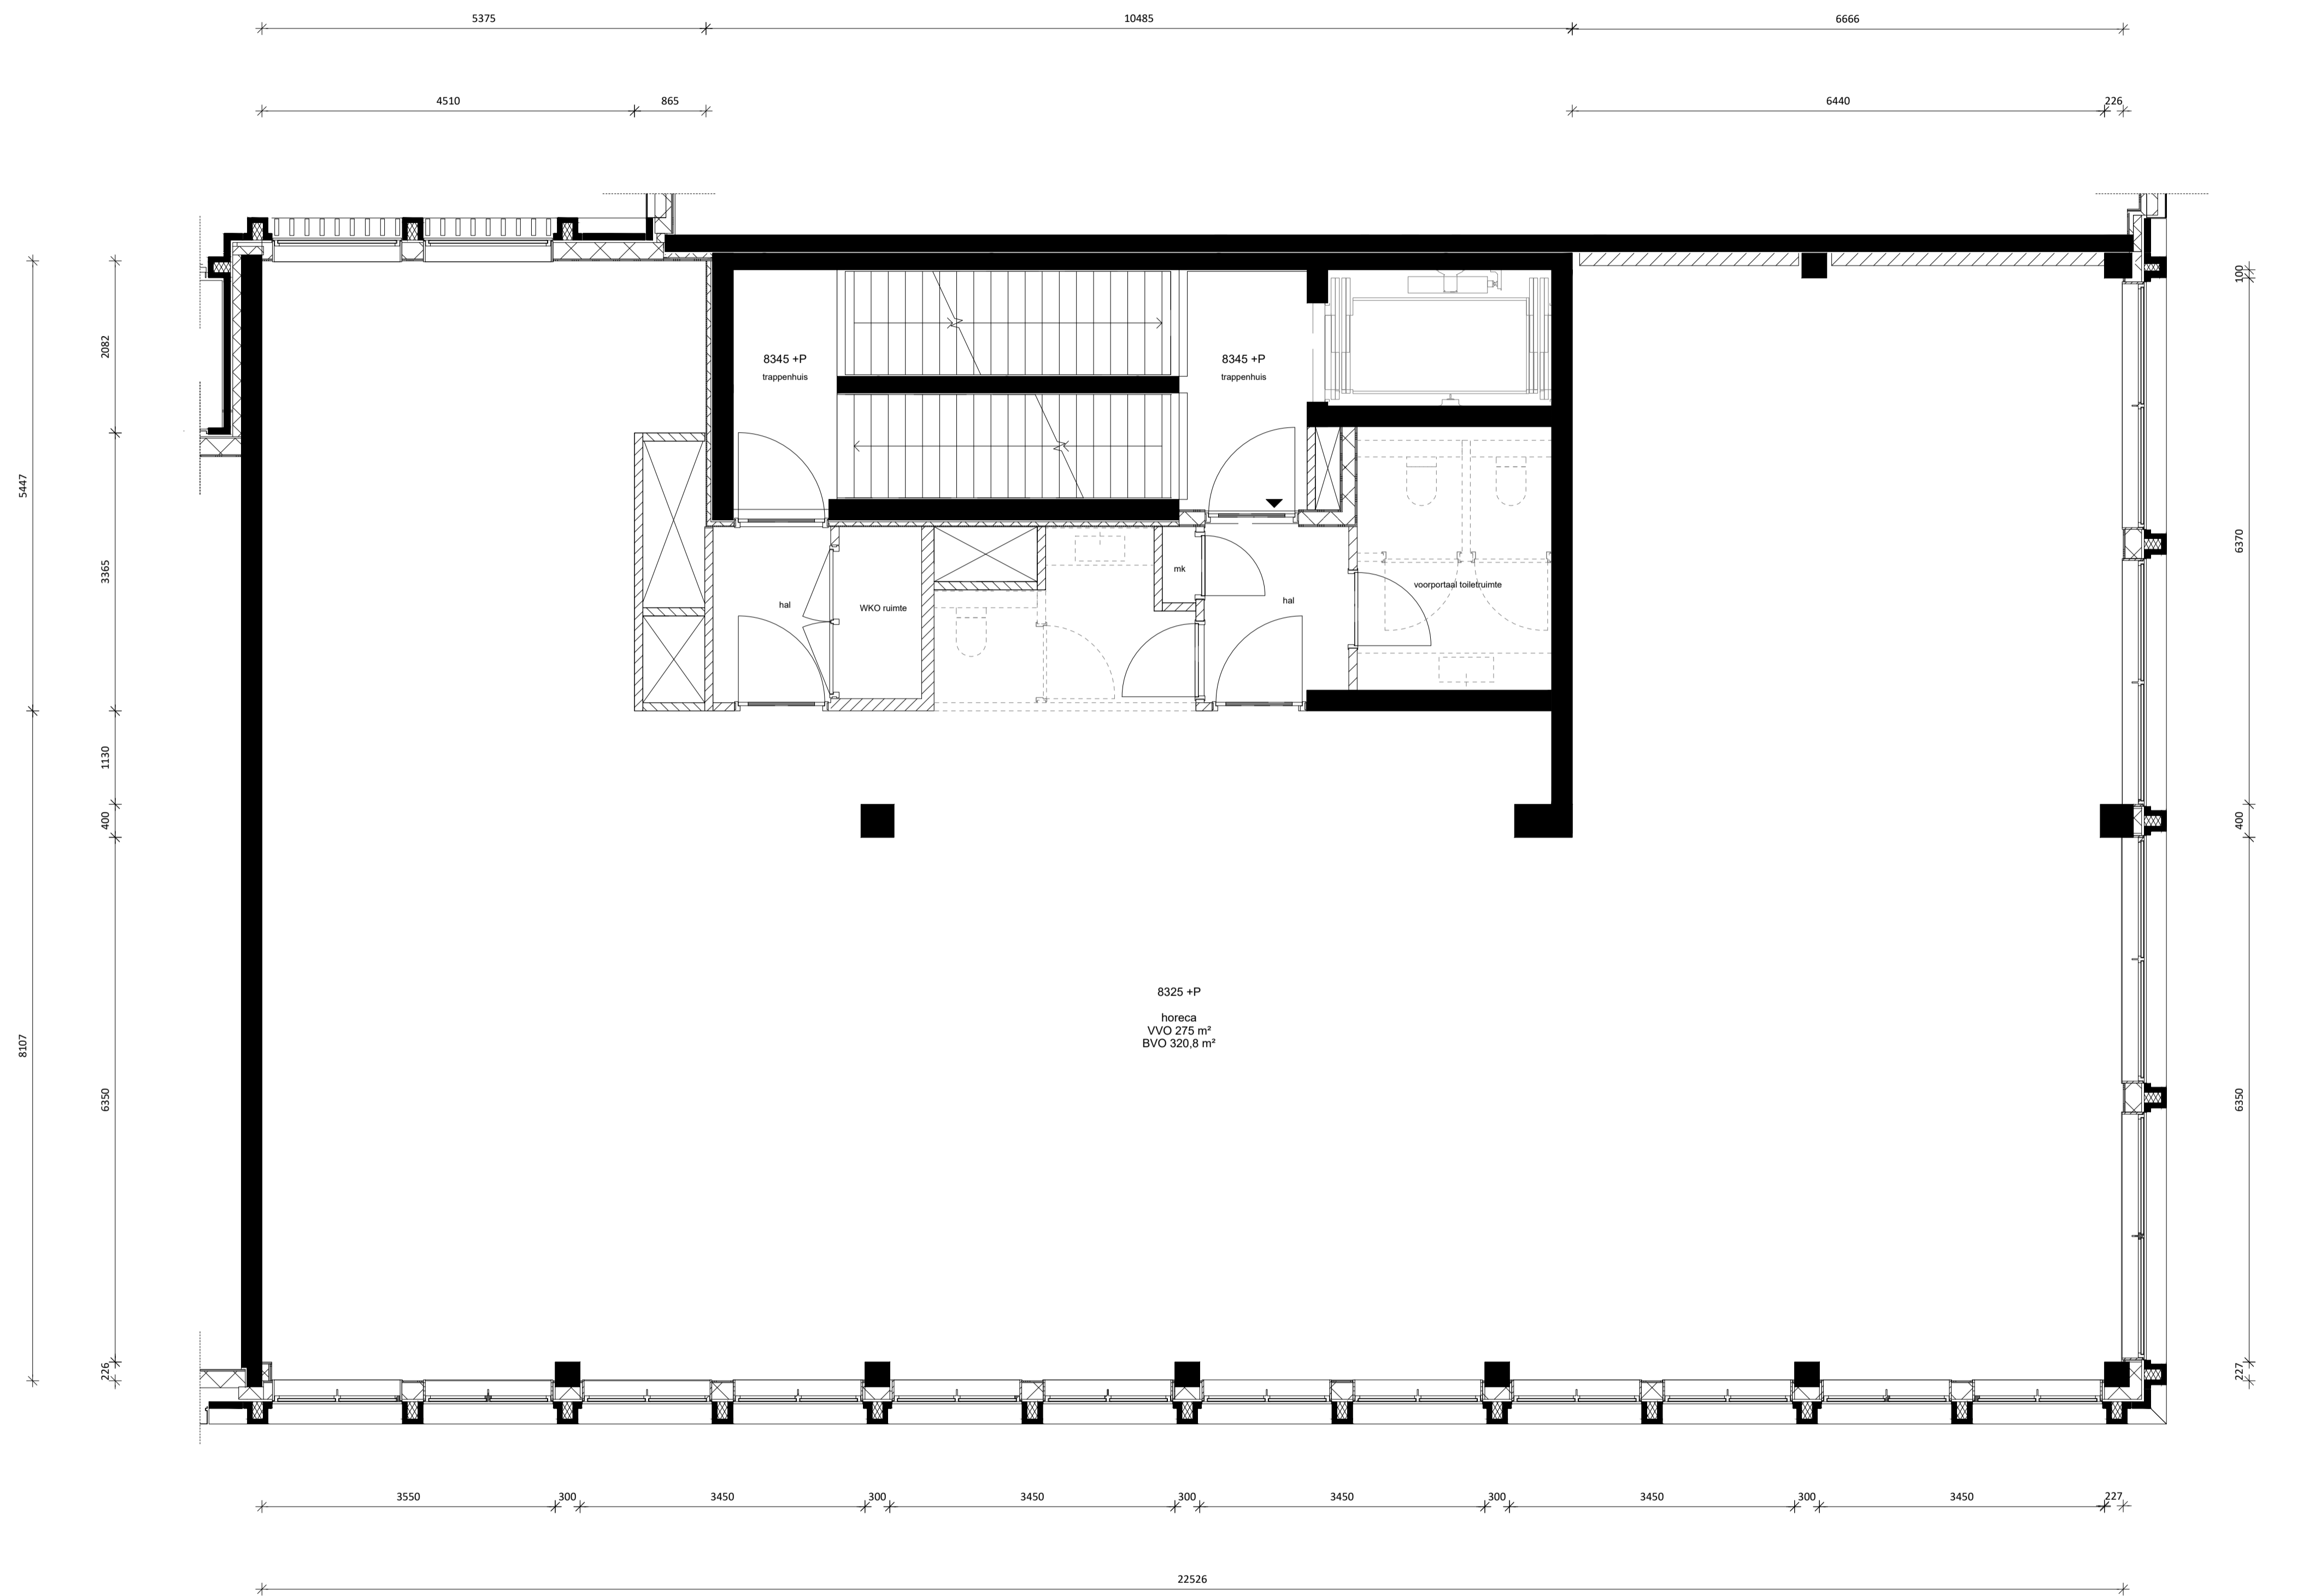 5375
10485
6666
4510
865
6440
226
5447
8107
2082
3365
1130
400
6350
226
100
6370
400
6350
227
8345 +P
trappenhuis
8345 +P
trappenhuis
hal
WKO ruimte
mk
hal
voorportaal toiletruimte
8325 +P
horeca
VVO 275 m²
BVO 320,8 m²
3550
300
3450
300
3450
300
3450
300
3450
300
3450
227
22526